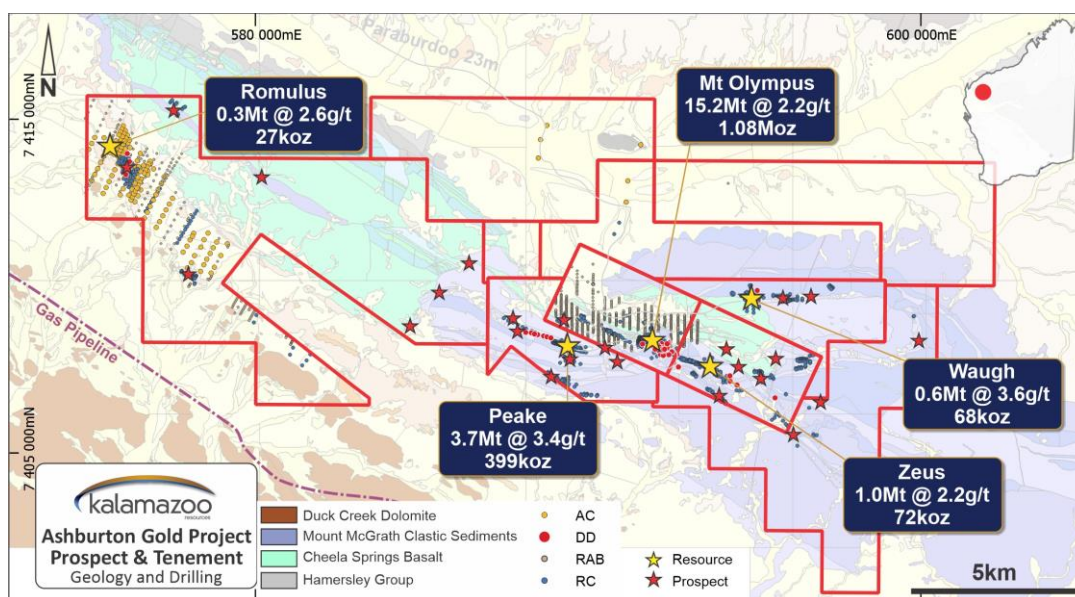 580 000mE
600 000mE
Paraburdoo 23m
N
7 415 000mN
Romulus
0.3Mt @ 2.6g/t
27koz
Mt Olympus
15.2Mt @ 2.2g/t
1.08Moz
Gas Pipeline
Waugh
0.6Mt @ 3.6g/t
68koz
Peake
3.7Mt @ 3.4g/t
399koz
Zeus
1.0Mt @ 2.2g/t
72koz
7 405 000mN
kalamazoo
resources
Ashburton Gold Project
Prospect & Tenement
Geology and Drilling
Duck Creek Dolomite
Mount McGrath Clastic Sediments
Cheela Springs Basalt
Hamersley Group
AC
DD
RAB
RC
Resource
Prospect
5km